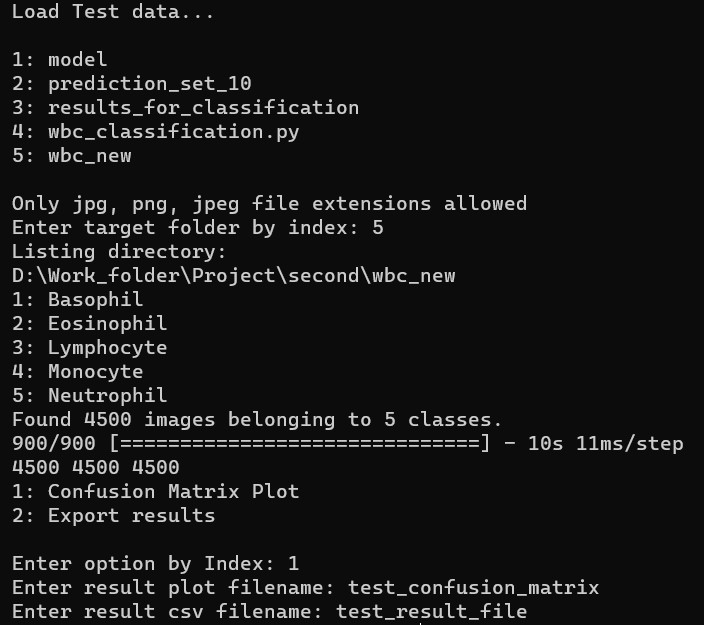 Load Test data...
1: model
2: prediction_set_10
3: results_for_classification
4: wbc_classification.py
5: wbc_new
Only jpg, png, jpeg file extensions allowed
Enter target folder by index: 5
Listing directory:
D:\Work_folder\Project\second\wbc_new
1: Basophil
2: Eosinophil
3: Lymphocyte
4: Monocyte
5: Neutrophil
Found 4500 images belonging to 5 classes.
900/900 [==============================] - 10s 11ms/step
4500 4500 4500
1: Confusion Matrix Plot
2: Export results
Enter option by Index: 1
Enter result plot filename: test_confusion_matrix
Enter result csv filename: test_result_file